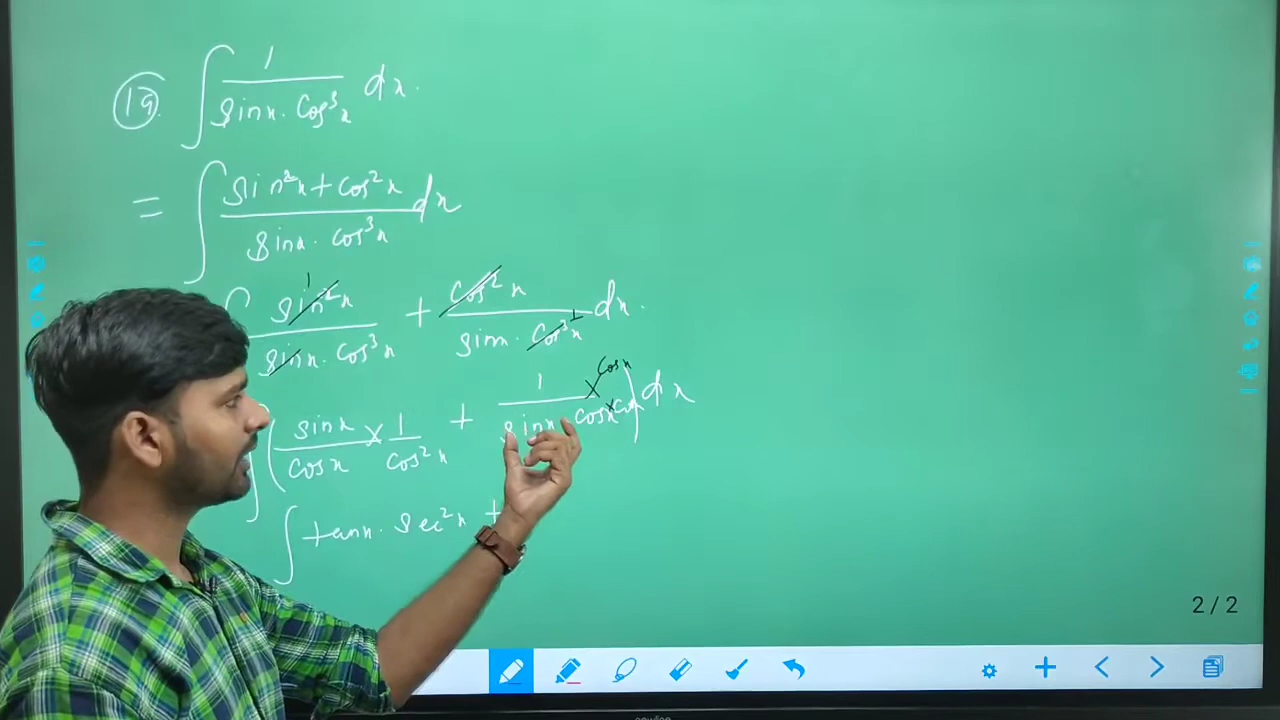 (19) ∫ 1/(sinx. Cos³x) dx.
= ∫ (sin²x + cos²x)/(sinx. cos³x) dx
∫ sin²x/(sinx. cos³x) + cos²x/(sinx. cos³x) dx.
∫ (sinx/cosx × 1/cos²x + 1/(sinx cosx) × cosx/cosx) dx
∫ tanx. sec²x +
2/2